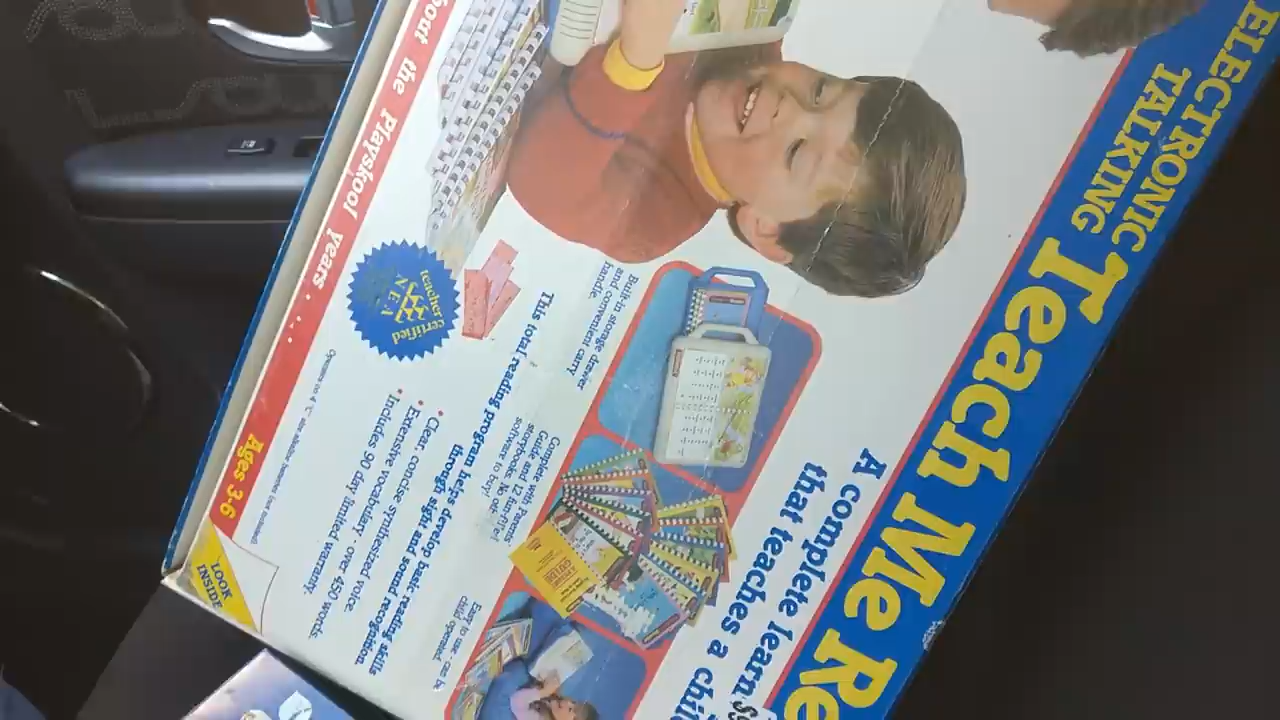 ELECTRONIC
TALKING
Teach Me Re
A complete learn
that teaches a chil
Built-in storage drawer
and convenient carry
handle.
Complete with Parents'
Guide and 12 fun-filled
storybooks. No other
software to buy!
Easy to use - can be
child operated.
This total reading program helps develop basic reading skills
through sight and sound recognition.
• Clear, concise synthesized voice.
• Extensive vocabulary - over 450 words.
• Includes 90 day limited warranty.
teacher
NEA
certified
bout the Playskool years . . .
Ages 3-6
LOOK
INSIDE